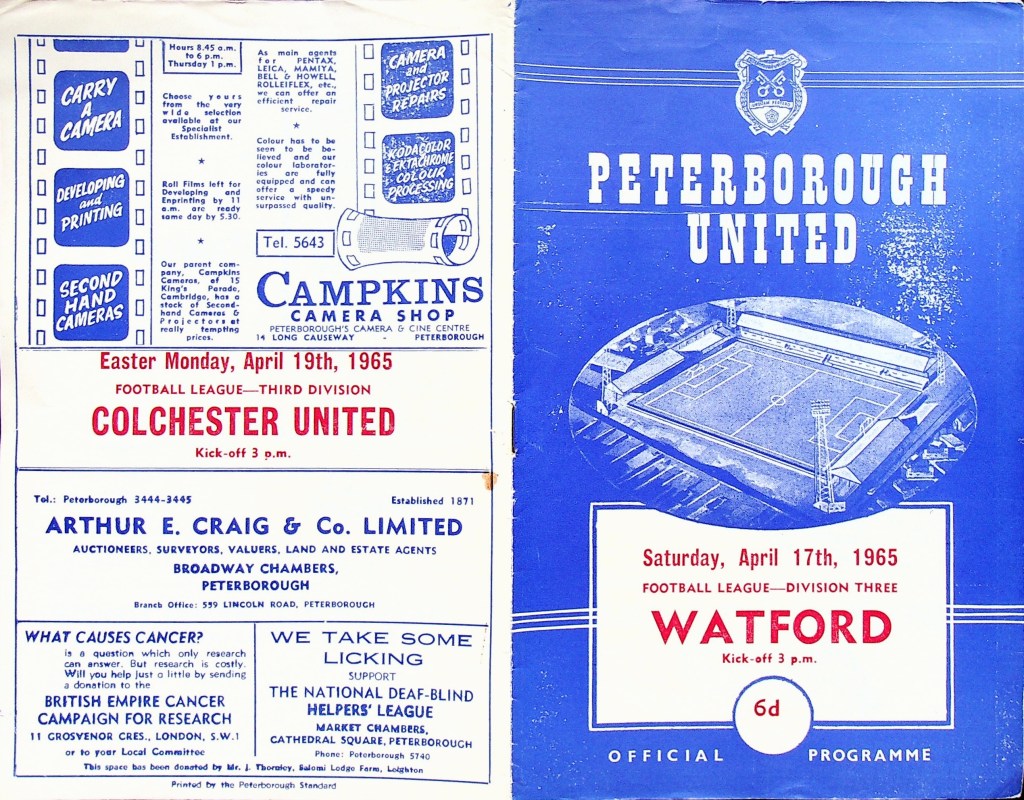 CARRY
A
CAMERA
DEVELOPING
and
PRINTING
SECOND
HAND
CAMERAS
Hours 8.45 a.m.
to 6 p.m.
Thursday 1 p.m.
Choose yours
from the very
wide selection
available at our
Specialist
Establishment.
★
Roll Films left for
Developing and
Enprinting by 11
a.m. are ready
same day by 5.30.
★
Our parent com-
pany, Campkins
Cameras, of 15
King's Parade,
Cambridge, has a
stock of Second-
hand Cameras &
Projectors at
really tempting
prices.
As main agents
for PENTAX,
LEICA, MAMIYA,
BELL & HOWELL,
ROLLEIFLEX, etc.,
we can offer an
efficient repair
service.
★
Colour has to be
seen to be be-
lieved and our
colour laborator-
ies are fully
equipped and can
offer a speedy
service with un-
surpassed quality.
CAMERA
and
PROJECTOR
REPAIRS
KODACOLOR
& EKTACHROME
COLOUR
PROCESSING
Tel. 5643
CAMPKINS
CAMERA SHOP
PETERBOROUGH'S CAMERA & CINE CENTRE
14 LONG CAUSEWAY - PETERBOROUGH
Easter Monday, April 19th, 1965
FOOTBALL LEAGUE—THIRD DIVISION
COLCHESTER UNITED
Kick-off 3 p.m.
Tel.: Peterborough 3444-3445 Established 1871
ARTHUR E. CRAIG & Co. LIMITED
AUCTIONEERS, SURVEYORS, VALUERS, LAND AND ESTATE AGENTS
BROADWAY CHAMBERS,
PETERBOROUGH
Branch Office: 559 LINCOLN ROAD, PETERBOROUGH
WHAT CAUSES CANCER?
is a question which only research
can answer. But research is costly.
Will you help just a little by sending
a donation to the
BRITISH EMPIRE CANCER
CAMPAIGN FOR RESEARCH
11 GROSVENOR CRES., LONDON, S.W.1
or to your Local Committee
WE TAKE SOME
LICKING
SUPPORT
THE NATIONAL DEAF-BLIND
HELPERS' LEAGUE
MARKET CHAMBERS,
CATHEDRAL SQUARE, PETERBOROUGH
Phone: Peterborough 5740
This space has been donated by Mr. J. Thornley, Salomi Lodge Farm, Leighton
Printed by the Peterborough Standard
PETERBOROUGH
UNITED
Saturday, April 17th, 1965
FOOTBALL LEAGUE—DIVISION THREE
WATFORD
Kick-off 3 p.m.
6d
OFFICIAL PROGRAMME